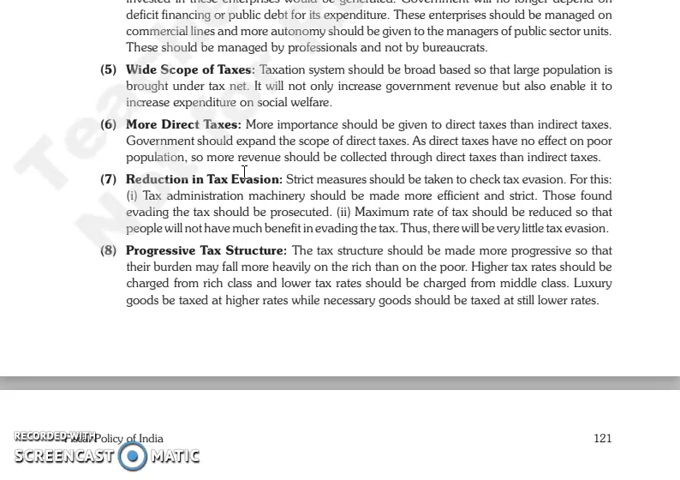 invested in these enterprises would be generated. Government will no longer depend on
deficit financing or public debt for its expenditure. These enterprises should be managed on
commercial lines and more autonomy should be given to the managers of public sector units.
These should be managed by professionals and not by bureaucrats.
(5) Wide Scope of Taxes: Taxation system should be broad based so that large population is
brought under tax net. It will not only increase government revenue but also enable it to
increase expenditure on social welfare.
(6) More Direct Taxes: More importance should be given to direct taxes than indirect taxes.
Government should expand the scope of direct taxes. As direct taxes have no effect on poor
population, so more revenue should be collected through direct taxes than indirect taxes.
(7) Reduction in Tax Evasion: Strict measures should be taken to check tax evasion. For this:
(i) Tax administration machinery should be made more efficient and strict. Those found
evading the tax should be prosecuted. (ii) Maximum rate of tax should be reduced so that
people will not have much benefit in evading the tax. Thus, there will be very little tax evasion.
(8) Progressive Tax Structure: The tax structure should be made more progressive so that
their burden may fall more heavily on the rich than on the poor. Higher tax rates should be
charged from rich class and lower tax rates should be charged from middle class. Luxury
goods be taxed at higher rates while necessary goods should be taxed at still lower rates.
Policy of India 121
RECORDED WITH
SCREENCAST MATIC